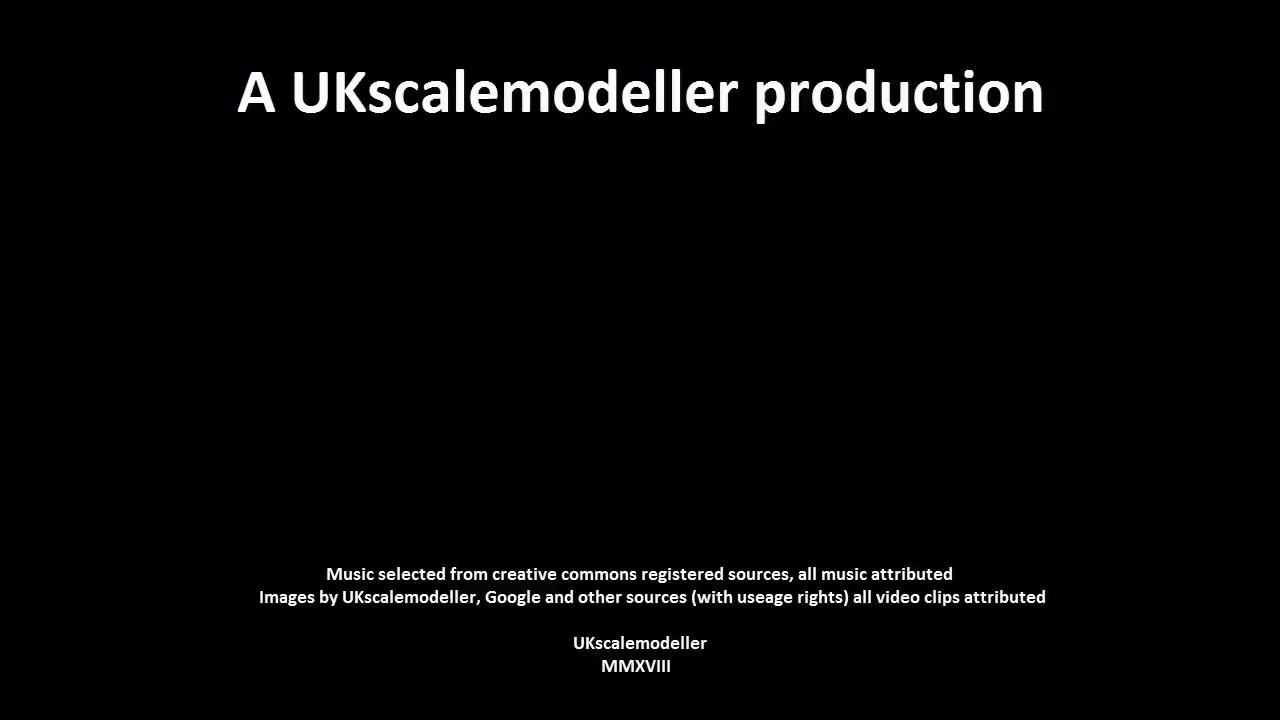 A UKscalemodeller production
Music selected from creative commons registered sources, all music attributed
Images by UKscalemodeller, Google and other sources (with useage rights) all video clips attributed
UKscalemodeller
MMXVIII